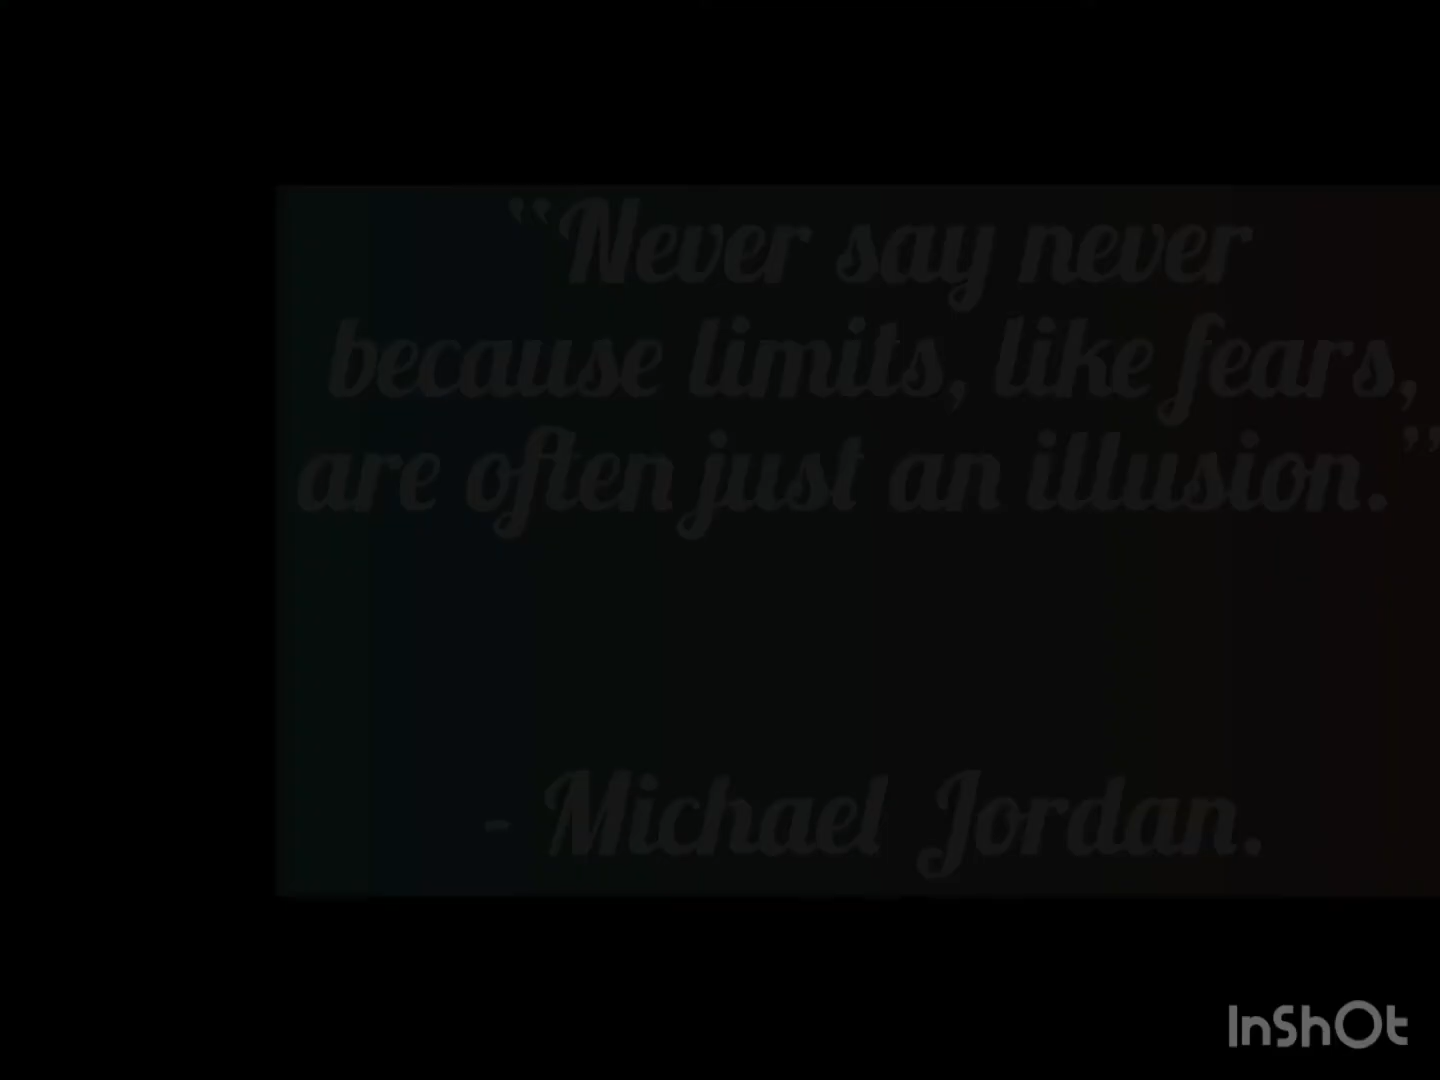 "Never say never
because limits, like fears,
are often just an illusion."
- Michael Jordan.
InShOt